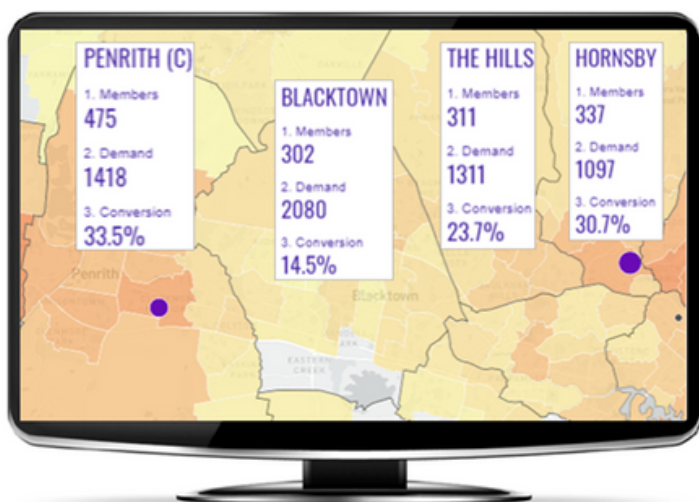 PENRITH (C)
1. Members
475
2. Demand
1418
3. Conversion
33.5%
BLACKTOWN
1. Members
302
2. Demand
2080
3. Conversion
14.5%
THE HILLS
1. Members
311
2. Demand
1311
3. Conversion
23.7%
HORNSBY
1. Members
337
2. Demand
1097
3. Conversion
30.7%
Penrith
Blacktown
EASTERN
CREEK